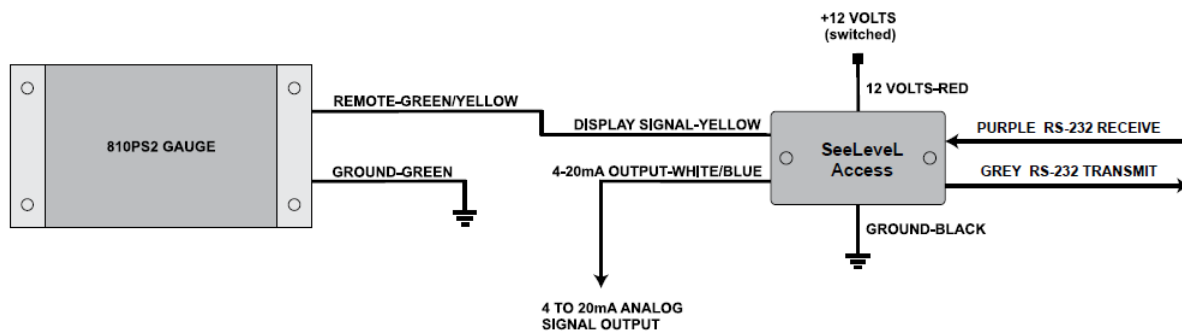 +12 VOLTS
(switched)
12 VOLTS-RED
REMOTE-GREEN/YELLOW
DISPLAY SIGNAL-YELLOW
PURPLE RS-232 RECEIVE
810PS2 GAUGE
SeeLeveL
Access
GROUND-GREEN
4-20mA OUTPUT-WHITE/BLUE
GREY RS-232 TRANSMIT
GROUND-BLACK
4 TO 20mA ANALOG
SIGNAL OUTPUT